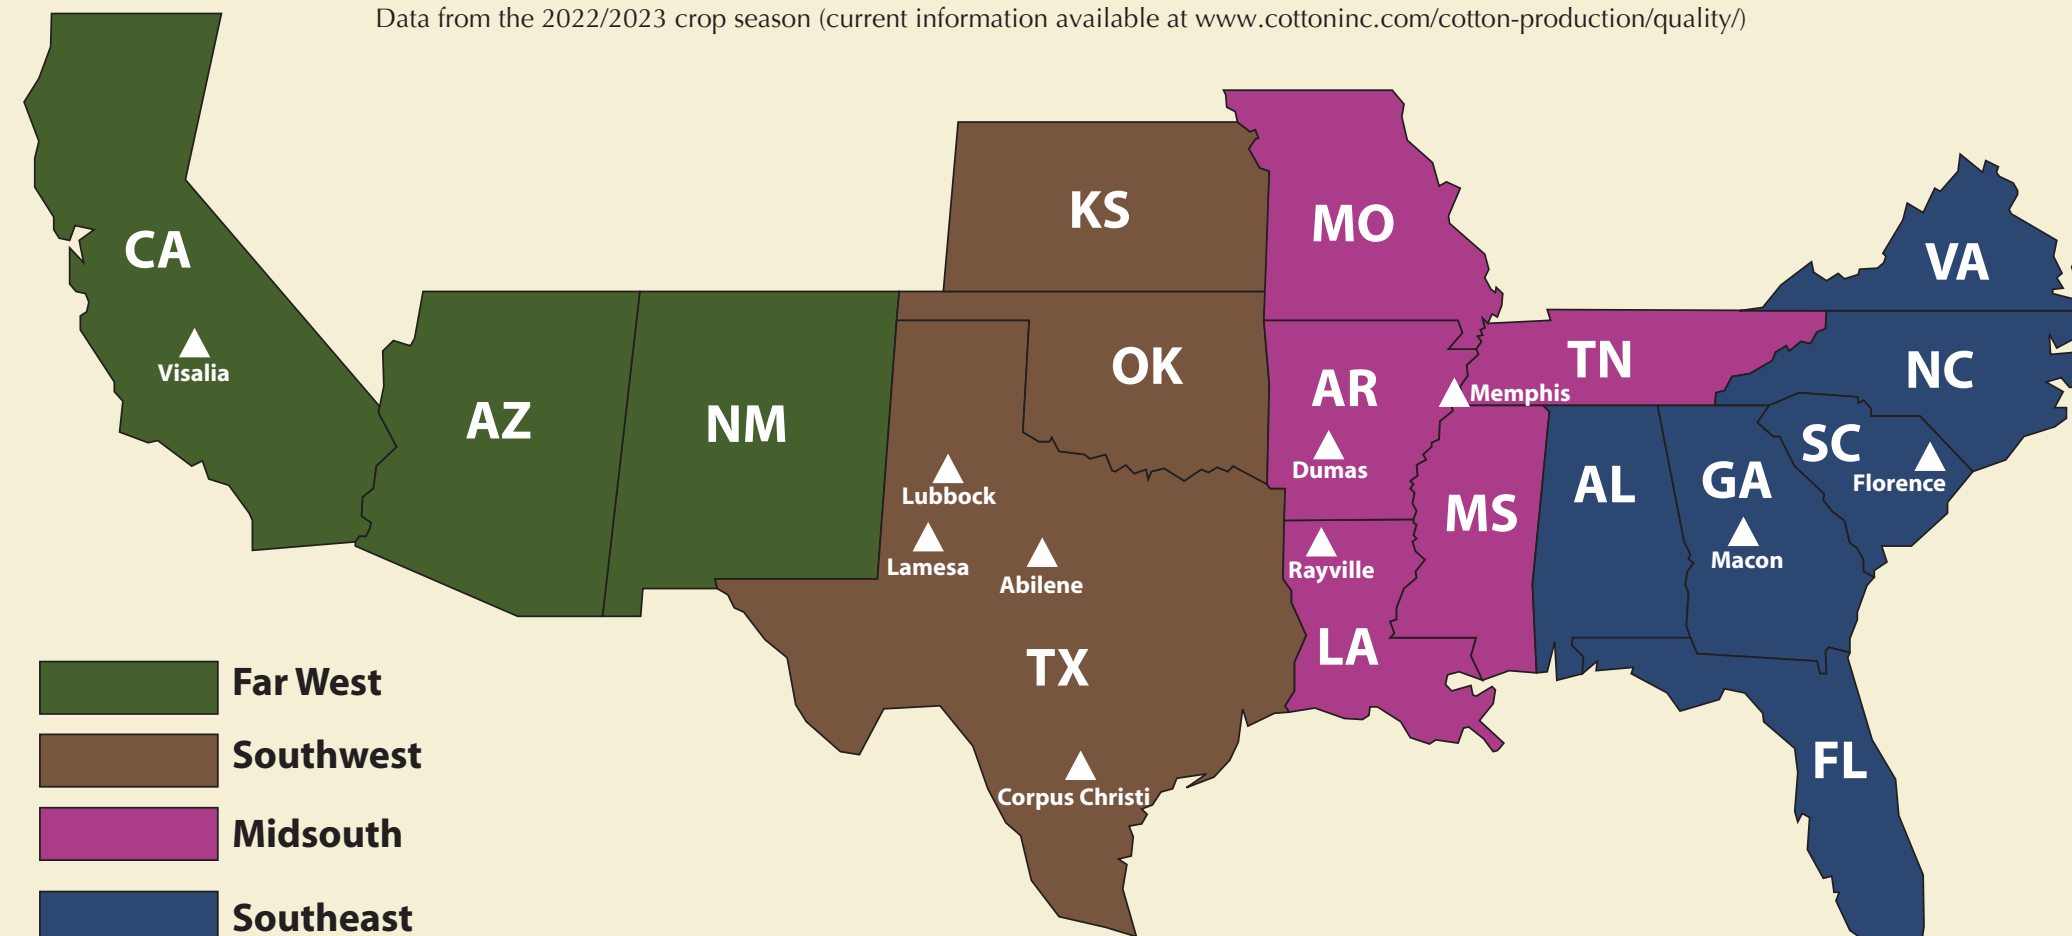 Data from the 2022/2023 crop season (current information available at www.cottoninc.com/cotton-production/quality/)
CA
Visalia
AZ
NM
KS
OK
Lubbock
Lamesa
Abilene
TX
Corpus Christi
MO
AR
Dumas
Memphis
TN
Rayville
LA
MS
AL
GA
Macon
SC
Florence
NC
VA
FL
Far West
Southwest
Midsouth
Southeast